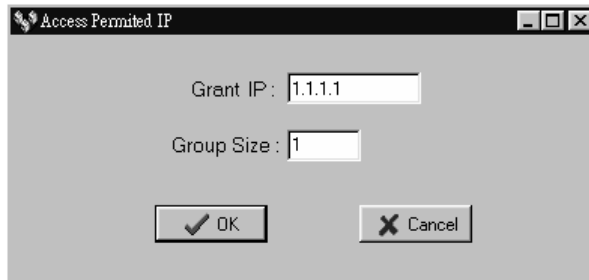 Access Permited IP
Grant IP : 1.1.1.1
Group Size : 1
OK Cancel